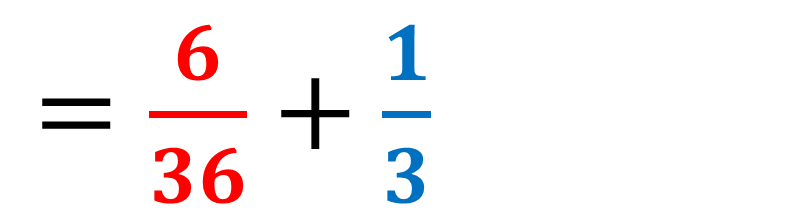 = 6/36 + 1/3